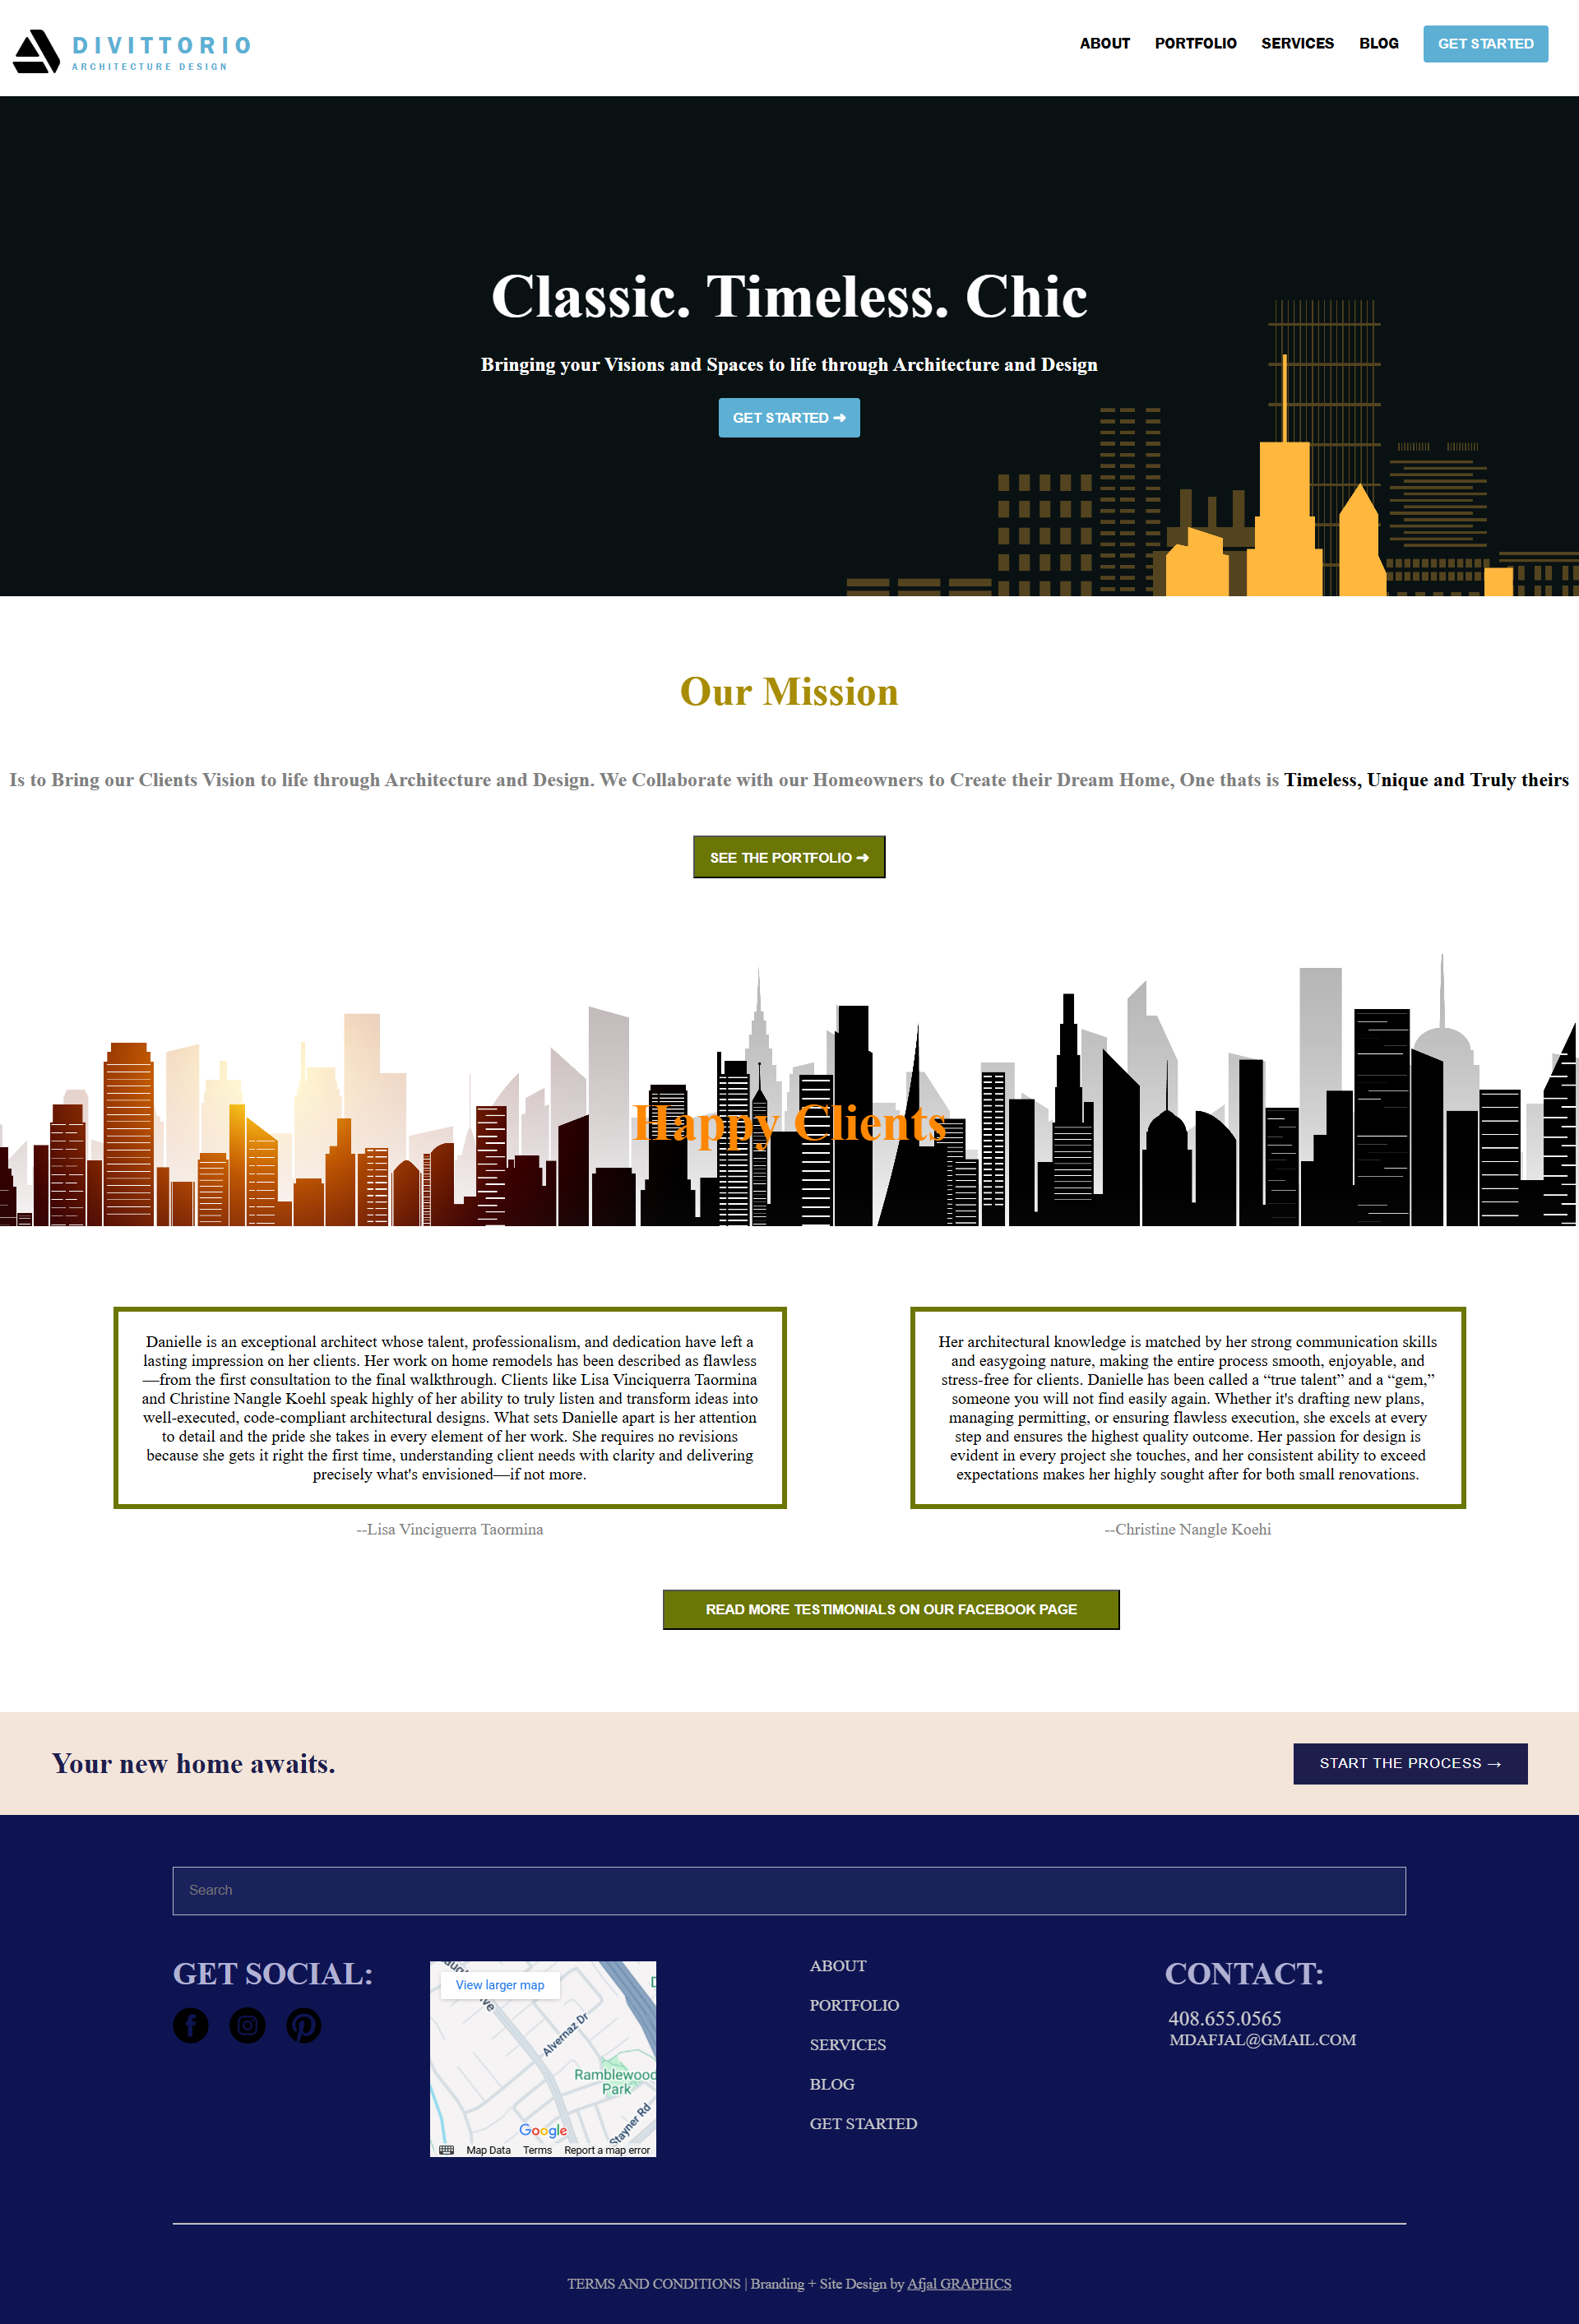 DIVITTORIO
ARCHITECTURE DESIGN
ABOUT PORTFOLIO SERVICES BLOG GET STARTED
Classic. Timeless. Chic
Bringing your Visions and Spaces to life through Architecture and Design
GET STARTED ➜
Our Mission
Is to Bring our Clients Vision to life through Architecture and Design. We Collaborate with our Homeowners to Create their Dream Home, One thats is Timeless, Unique and Truly theirs
SEE THE PORTFOLIO ➜
Happy Clients
Danielle is an exceptional architect whose talent, professionalism, and dedication have left a
lasting impression on her clients. Her work on home remodels has been described as flawless
—from the first consultation to the final walkthrough. Clients like Lisa Vinciquerra Taormina
and Christine Nangle Koehl speak highly of her ability to truly listen and transform ideas into
well-executed, code-compliant architectural designs. What sets Danielle apart is her attention
to detail and the pride she takes in every element of her work. She requires no revisions
because she gets it right the first time, understanding client needs with clarity and delivering
precisely what's envisioned—if not more.
--Lisa Vinciguerra Taormina
Her architectural knowledge is matched by her strong communication skills
and easygoing nature, making the entire process smooth, enjoyable, and
stress-free for clients. Danielle has been called a “true talent” and a “gem,”
someone you will not find easily again. Whether it's drafting new plans,
managing permitting, or ensuring flawless execution, she excels at every
step and ensures the highest quality outcome. Her passion for design is
evident in every project she touches, and her consistent ability to exceed
expectations makes her highly sought after for both small renovations.
--Christine Nangle Koehi
READ MORE TESTIMONIALS ON OUR FACEBOOK PAGE
Your new home awaits.
START THE PROCESS →
Search
GET SOCIAL:
View larger map
Alvernaz Dr
Ramblewood
Park
Stayner Rd
Google
Map Data Terms Report a map error
ABOUT
PORTFOLIO
SERVICES
BLOG
GET STARTED
CONTACT:
408.655.0565
MDAFJAL@GMAIL.COM
TERMS AND CONDITIONS | Branding + Site Design by Afjal GRAPHICS